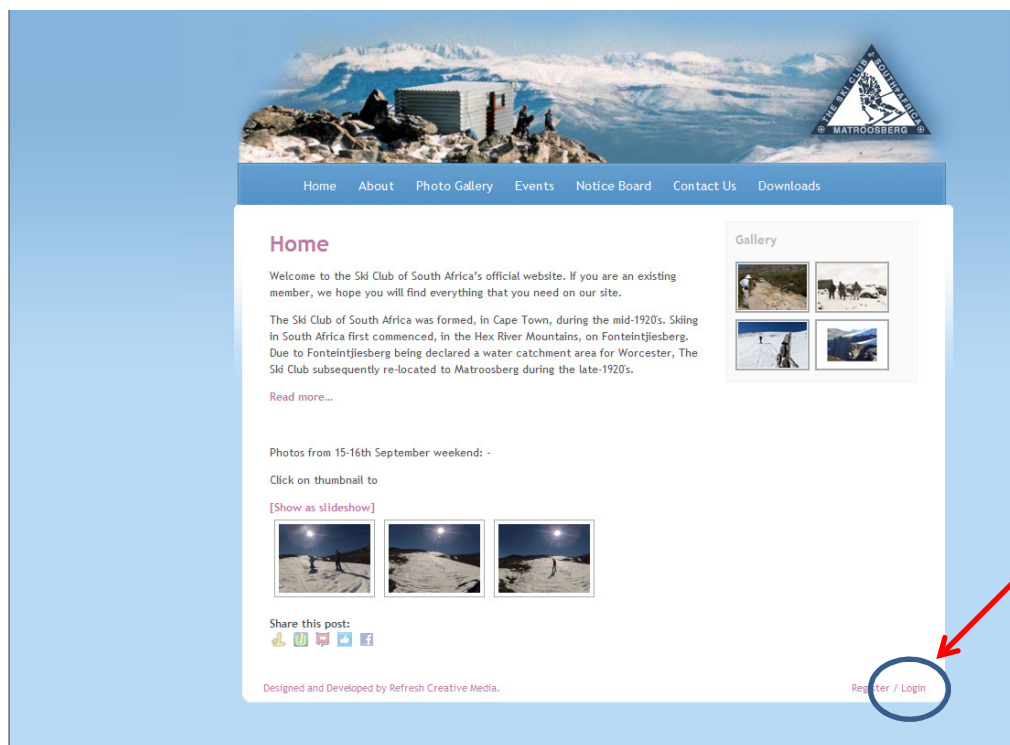 THE SKI CLUB of SOUTH AFRICA
MATROOSBERG
Home About Photo Gallery Events Notice Board Contact Us Downloads
Home
Welcome to the Ski Club of South Africa's official website. If you are an existing
member, we hope you will find everything that you need on our site.
The Ski Club of South Africa was formed, in Cape Town, during the mid-1920's. Skiing
in South Africa first commenced, in the Hex River Mountains, on Fonteintjiesberg.
Due to Fonteintjiesberg being declared a water catchment area for Worcester, The
Ski Club subsequently re-located to Matroosberg during the late-1920's.
Read more...
Photos from 15-16th September weekend: -
Click on thumbnail to
[Show as slideshow]
Share this post:
Gallery
Designed and Developed by Refresh Creative Media.
Register / Login